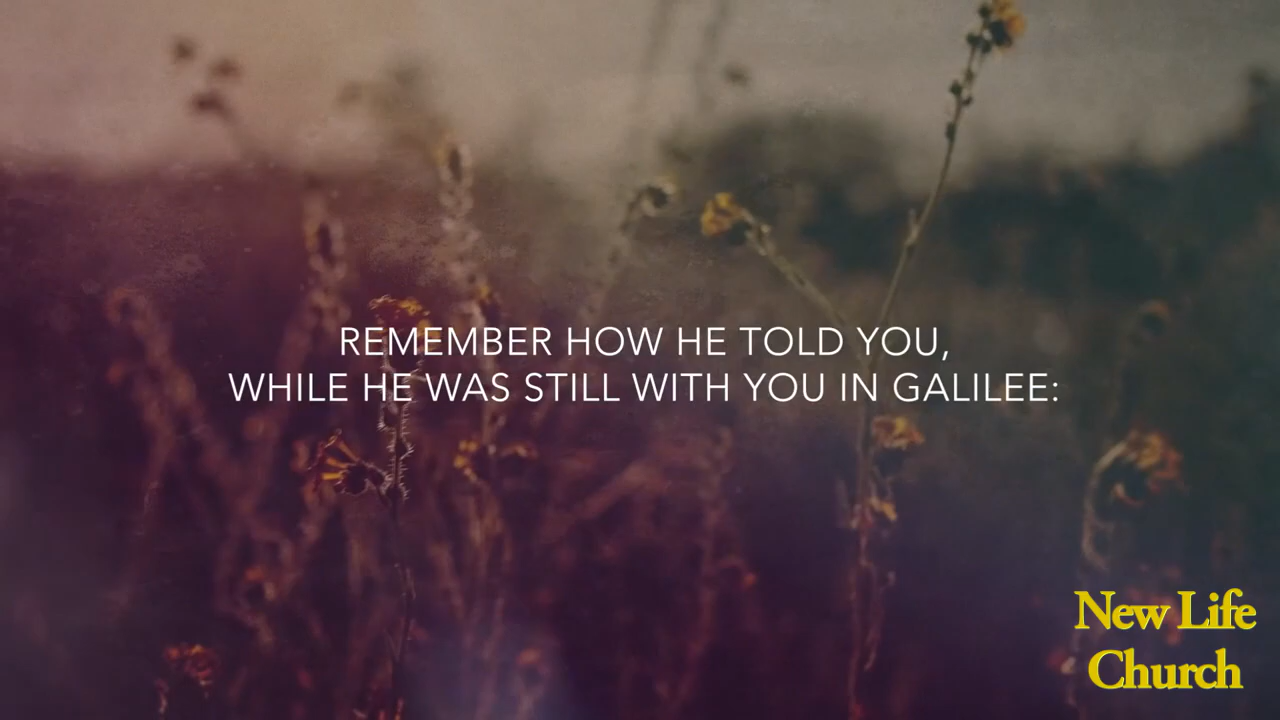 REMEMBER HOW HE TOLD YOU,
WHILE HE WAS STILL WITH YOU IN GALILEE:
New Life
Church